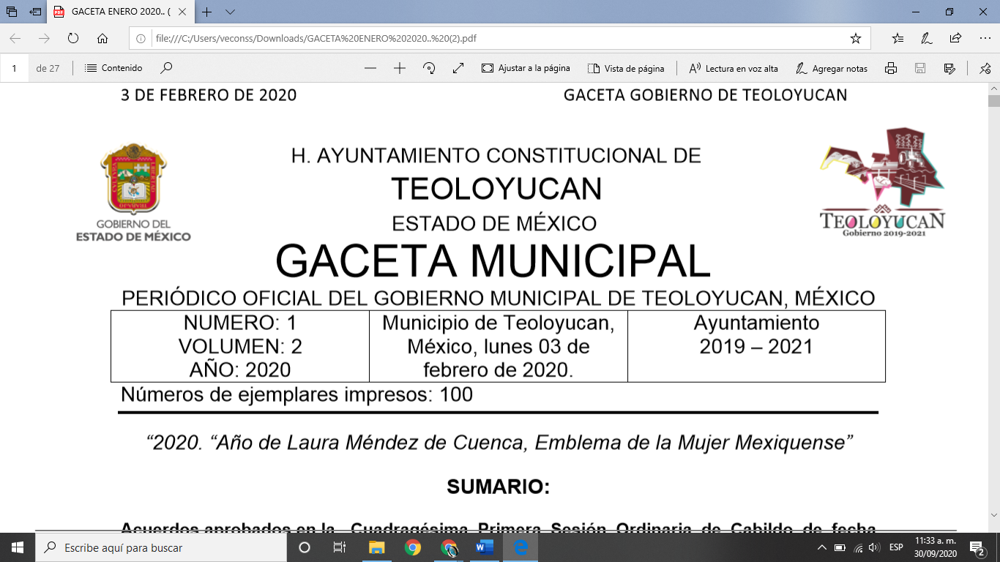 GACETA ENERO 2020.. (
file:///C:/Users/veconss/Downloads/GACETA%20ENERO%202020..%20(2).pdf
1 de 27 Contenido Ajustar a la página Vista de página Lectura en voz alta Agregar notas
3 DE FEBRERO DE 2020 GACETA GOBIERNO DE TEOLOYUCAN
H. AYUNTAMIENTO CONSTITUCIONAL DE
TEOLOYUCAN
ESTADO DE MÉXICO
GOBIERNO DEL
ESTADO DE MÉXICO
TEOLOYUCAN
Gobierno 2019-2021
GACETA MUNICIPAL
PERIÓDICO OFICIAL DEL GOBIERNO MUNICIPAL DE TEOLOYUCAN, MÉXICO
NUMERO: 1
VOLUMEN: 2
AÑO: 2020
Municipio de Teoloyucan,
México, lunes 03 de
febrero de 2020.
Ayuntamiento
2019 – 2021
Números de ejemplares impresos: 100
“2020. “Año de Laura Méndez de Cuenca, Emblema de la Mujer Mexiquense”
SUMARIO:
Acuerdos aprobados en la Cuadragésima Primera Sesión Ordinaria de Cabildo de fecha
Escribe aquí para buscar
ESP
11:33 a. m.
30/09/2020
2